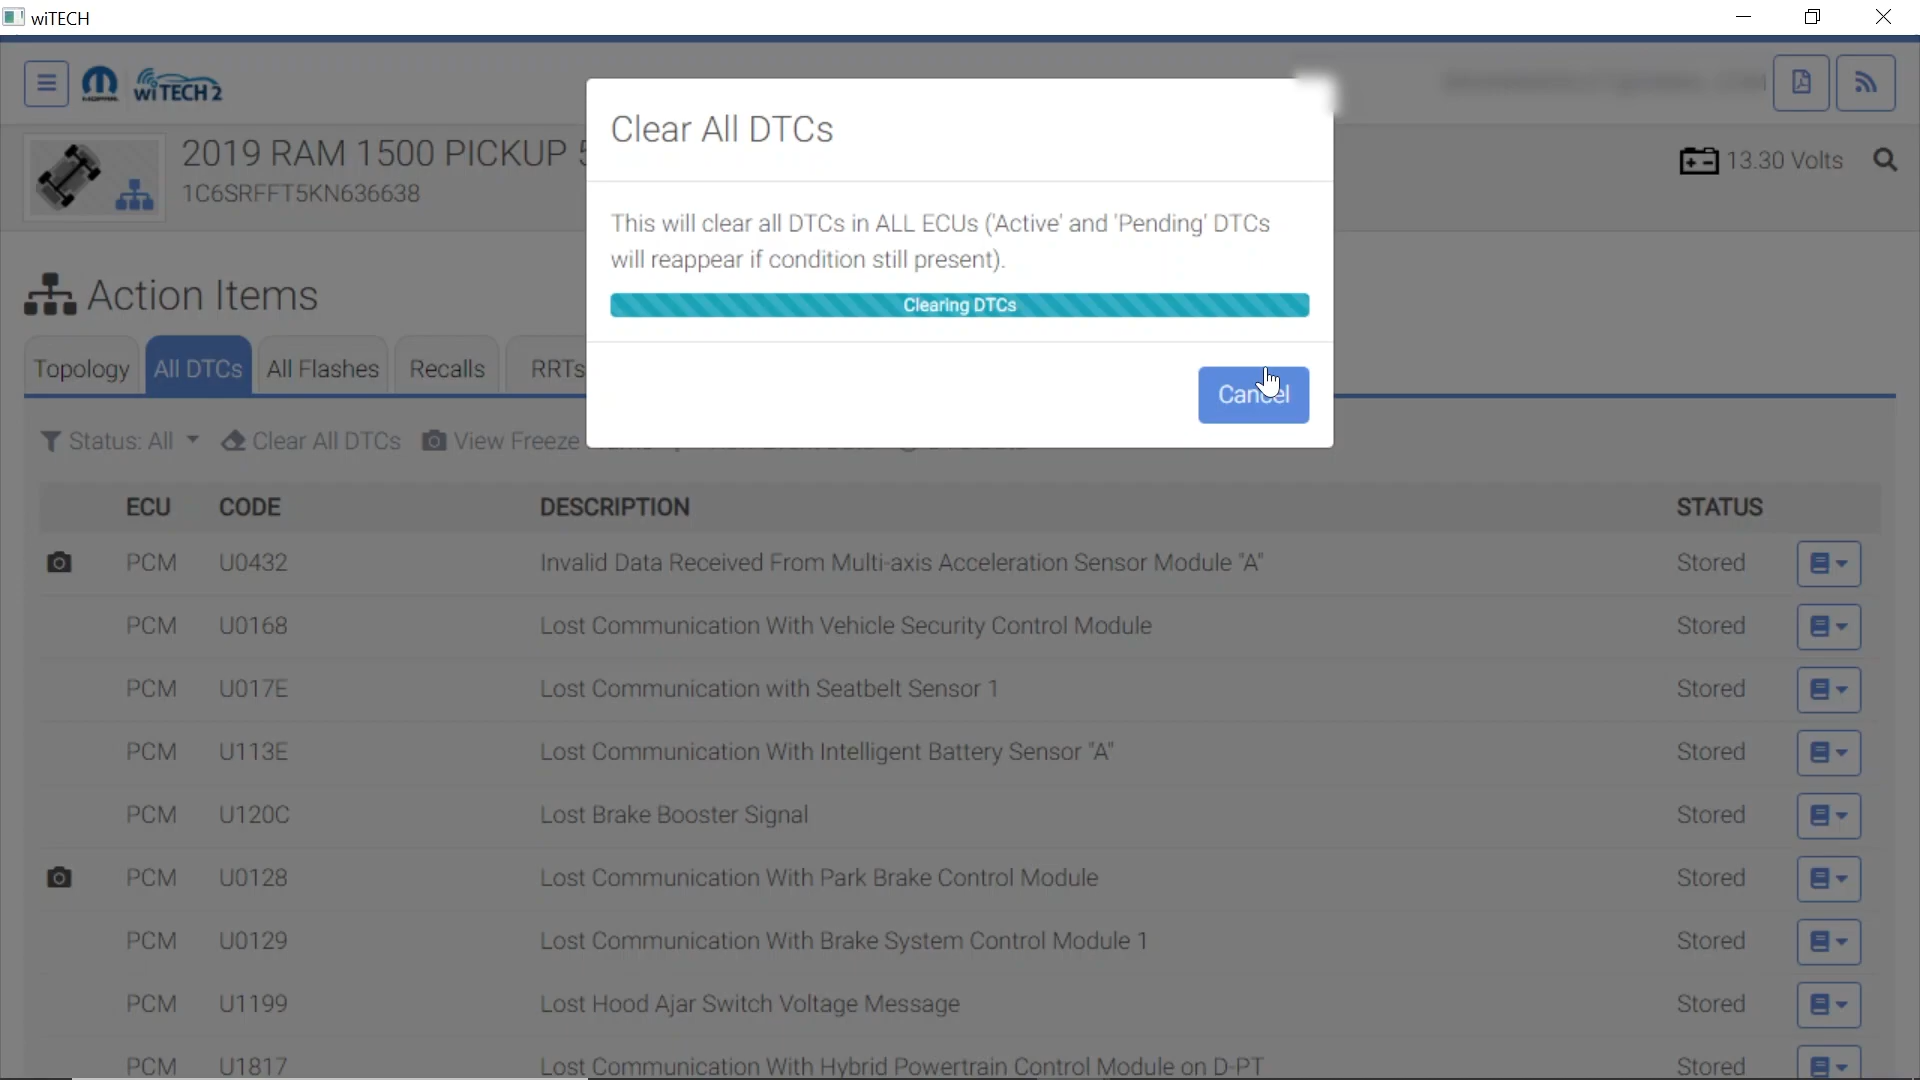 wiTECH
MOPAR wiTECH2
2019 RAM 1500 PICKUP
1C6SRFFT5KN636638
13.30 Volts
Clear All DTCs
This will clear all DTCs in ALL ECUs ('Active' and 'Pending' DTCs
will reappear if condition still present).
Clearing DTCs
Cancel
Action Items
Topology All DTCs All Flashes Recalls RRTs
Status: All Clear All DTCs View Freeze
ECU CODE DESCRIPTION STATUS
PCM U0432 Invalid Data Received From Multi-axis Acceleration Sensor Module "A" Stored
PCM U0168 Lost Communication With Vehicle Security Control Module Stored
PCM U017E Lost Communication with Seatbelt Sensor 1 Stored
PCM U113E Lost Communication With Intelligent Battery Sensor "A" Stored
PCM U120C Lost Brake Booster Signal Stored
PCM U0128 Lost Communication With Park Brake Control Module Stored
PCM U0129 Lost Communication With Brake System Control Module 1 Stored
PCM U1199 Lost Hood Ajar Switch Voltage Message Stored
PCM U1817 Lost Communication With Hybrid Powertrain Control Module on D-PT Stored